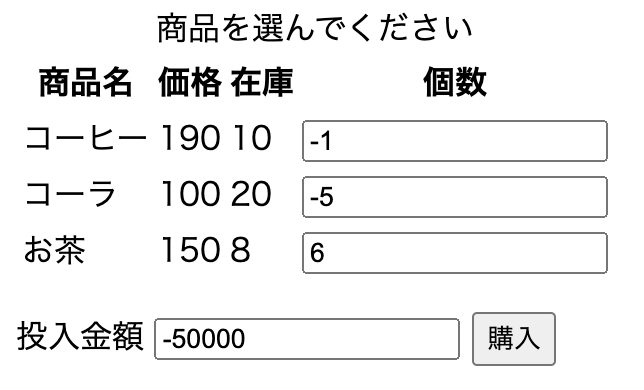 商品を選んでください
商品名 価格 在庫 個数
コーヒー 190 10 -1
コーラ 100 20 -5
お茶 150 8 6
投入金額 -50000 購入